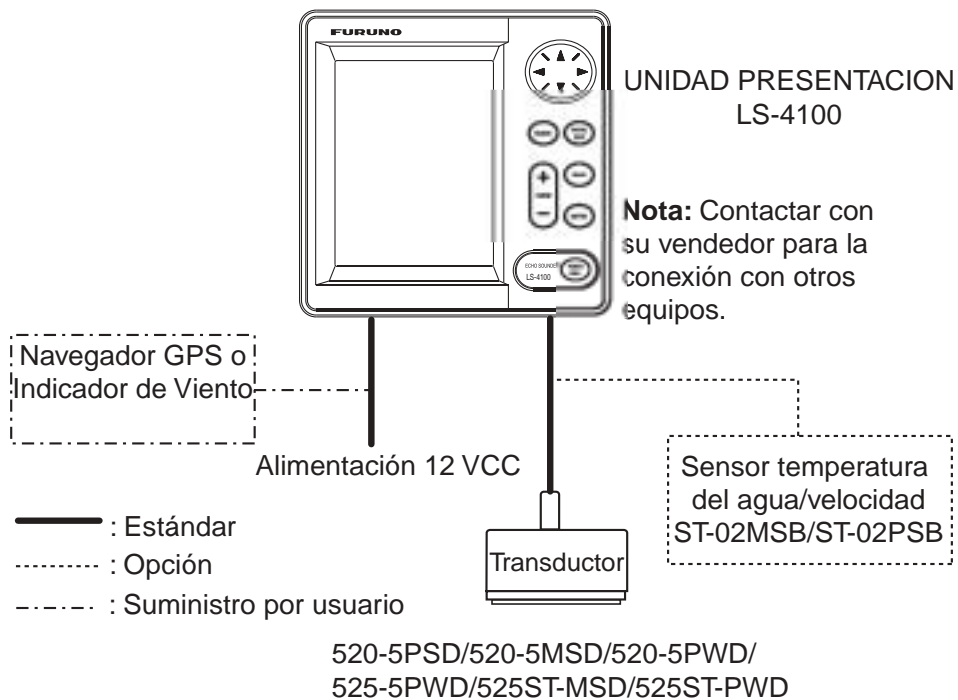 FURUNO
UNIDAD PRESENTACION
LS-4100
Nota: Contactar con
su vendedor para la
conexión con otros
equipos.
ECHO SOUNDER
LS-4100
Navegador GPS o
Indicador de Viento
Alimentación 12 VCC
Sensor temperatura
del agua/velocidad
ST-02MSB/ST-02PSB
: Estándar
: Opción
: Suministro por usuario
Transductor
520-5PSD/520-5MSD/520-5PWD/
525-5PWD/525ST-MSD/525ST-PWD